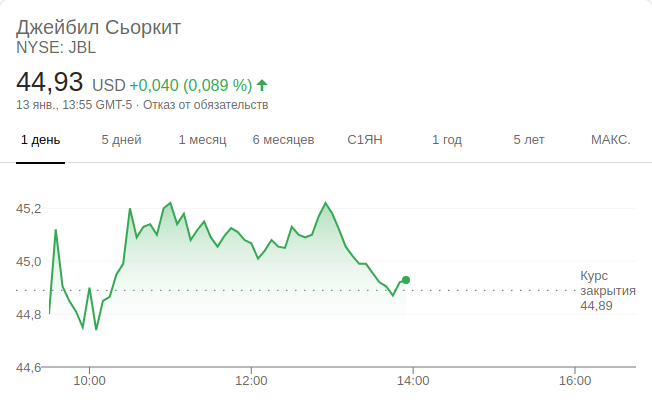 Джейбил Сьоркит
NYSE: JBL
44,93 USD +0,040 (0,089 %)
13 янв., 13:55 GMT-5 · Отказ от обязательств
1 день 5 дней 1 месяц 6 месяцев С1ЯН 1 год 5 лет МАКС.
45,2
45,0
44,8
44,6
Курс
закрытия
44,89
10:00 12:00 14:00 16:00